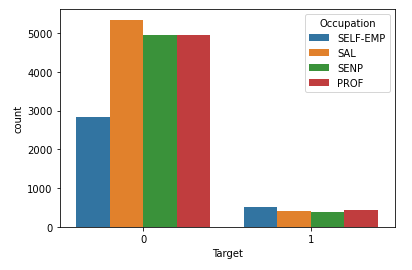 Occupation
SELF-EMP
SAL
SENP
PROF
5000
4000
3000
2000
1000
0
count
0
1
Target